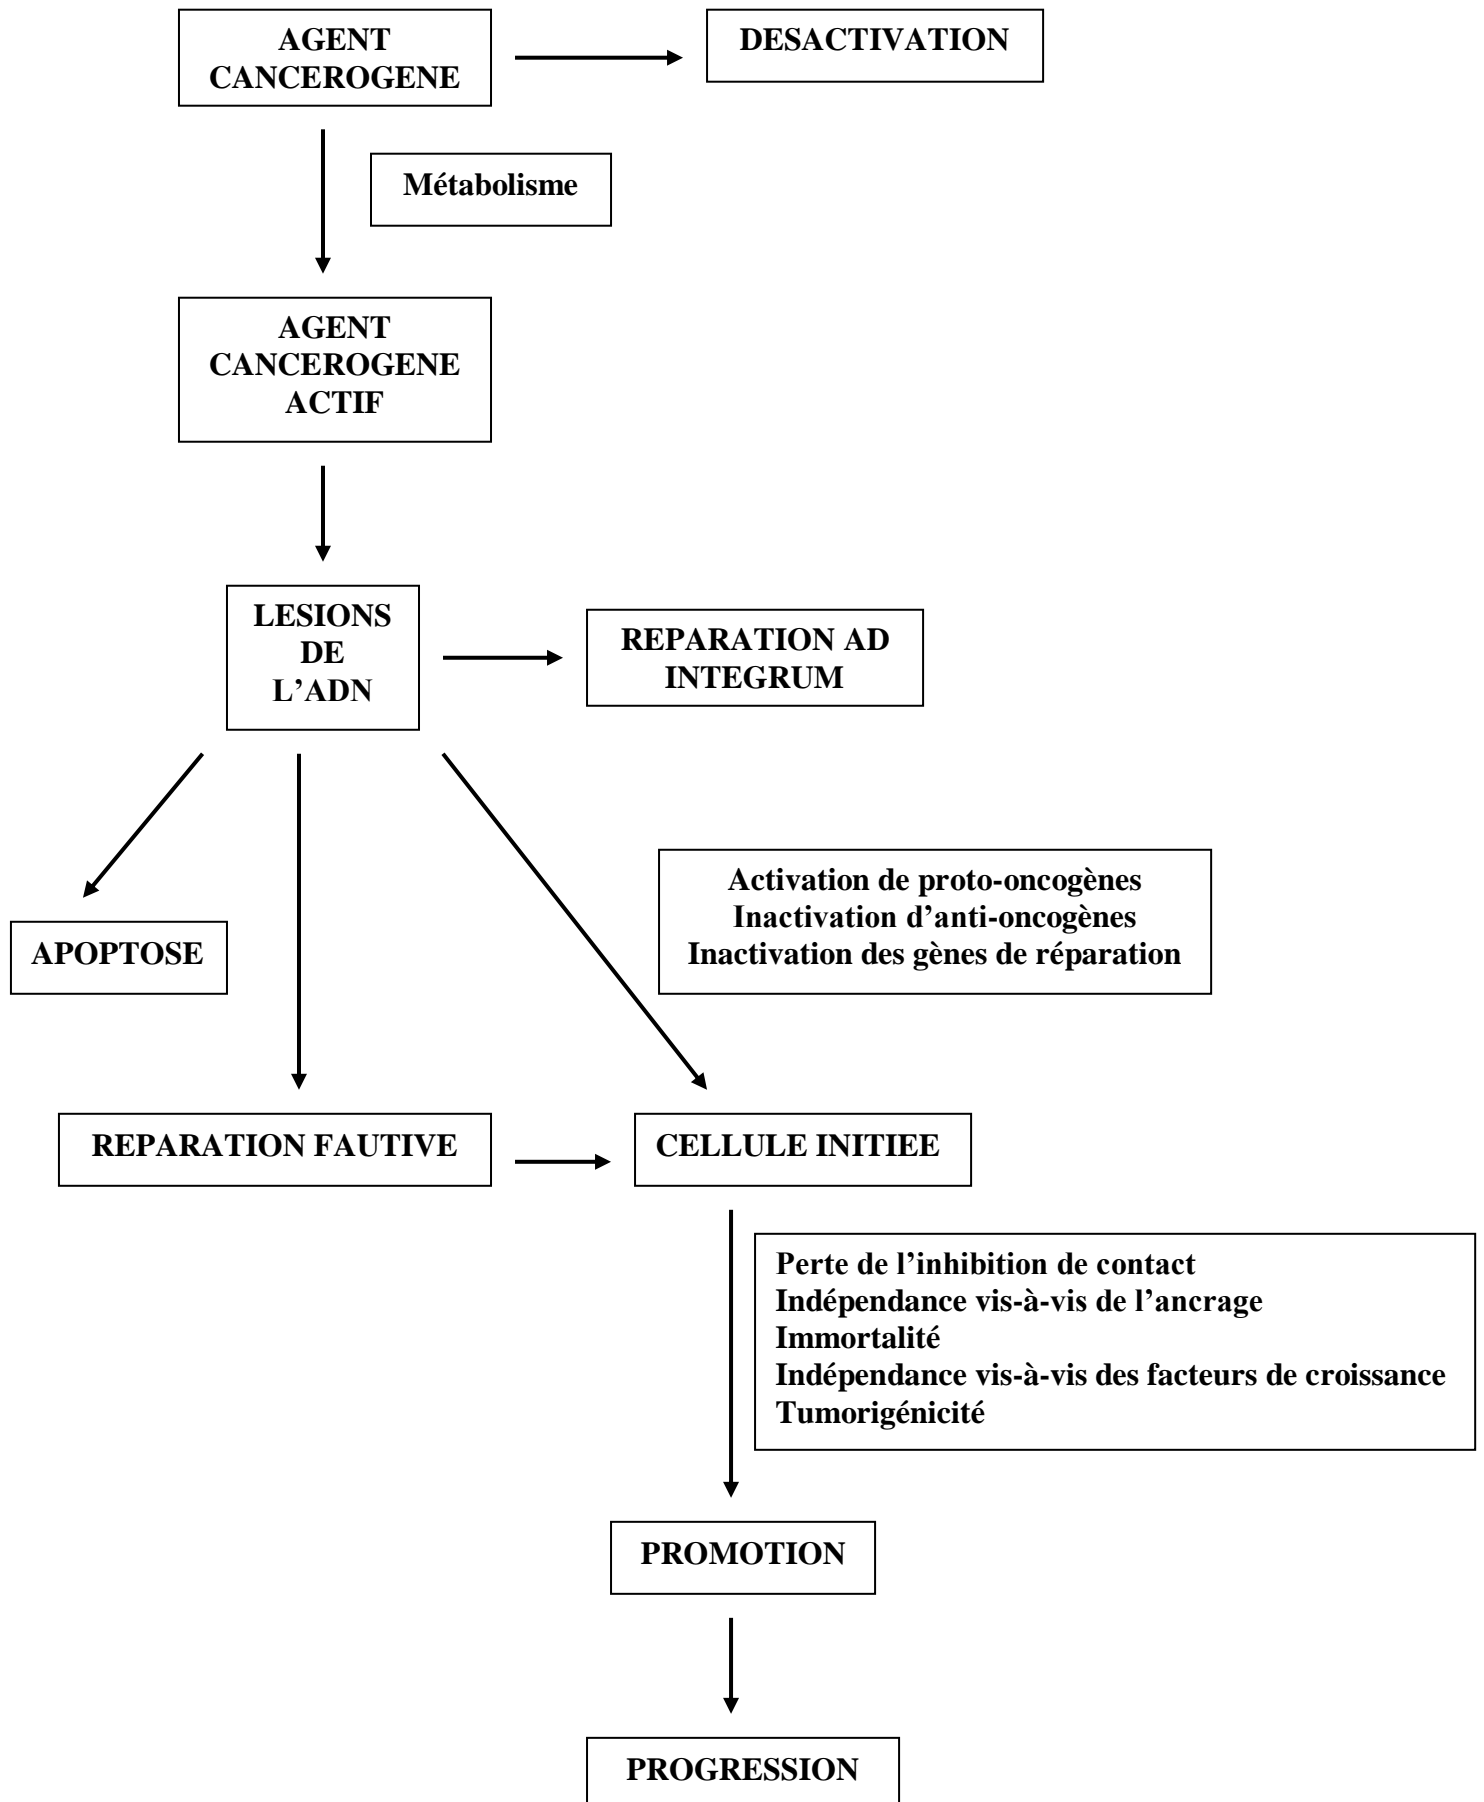 AGENT
CANCEROGENE
DESACTIVATION
Métabolisme
AGENT
CANCEROGENE
ACTIF
LESIONS
DE
L’ADN
REPARATION AD
INTEGRUM
Activation de proto-oncogènes
Inactivation d’anti-oncogènes
Inactivation des gènes de réparation
APOPTOSE
REPARATION FAUTIVE
CELLULE INITIEE
Perte de l’inhibition de contact
Indépendance vis-à-vis de l’ancrage
Immortalité
Indépendance vis-à-vis des facteurs de croissance
Tumorigénicité
PROMOTION
PROGRESSION